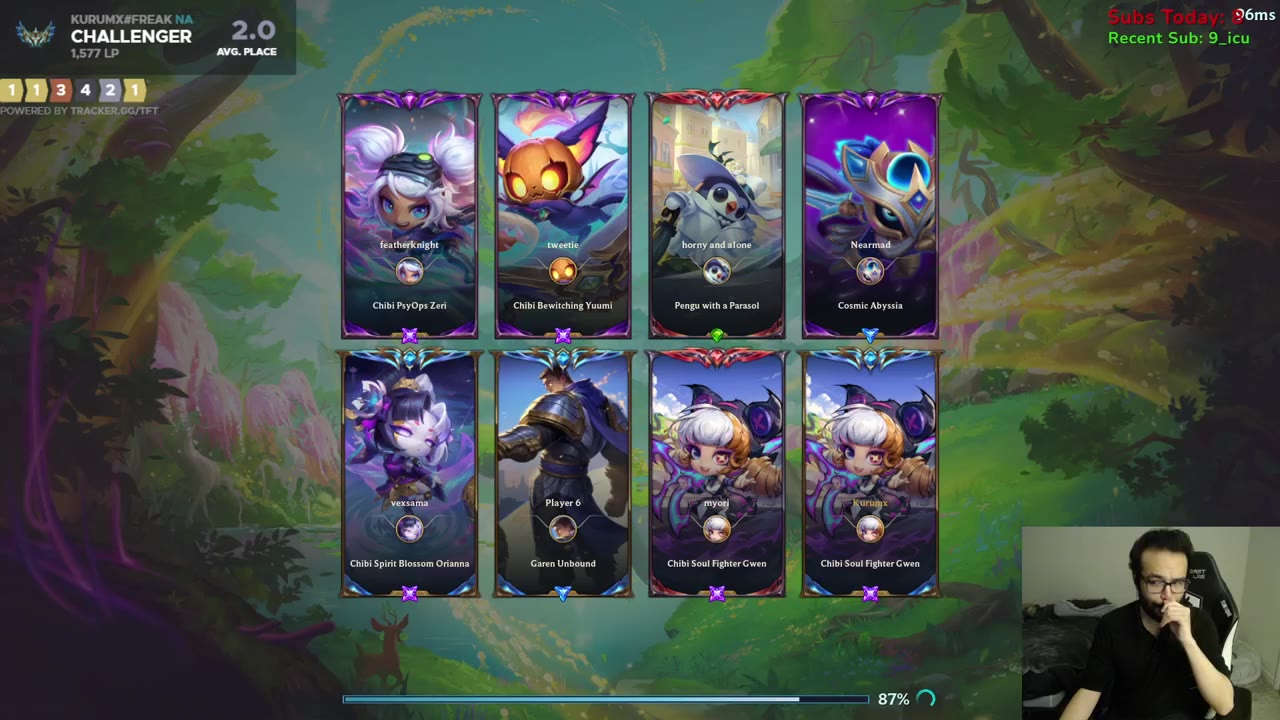 KURUMX#FREAK NA
CHALLENGER
1,577 LP
2.0
AVG. PLACE
1 1 3 4 2 1
POWERED BY TRACKER.GG/TFT
Subs Today:
96ms
Recent Sub: 9_icu
featherknight
Chibi PsyOps Zeri
tweetie
Chibi Bewitching Yuumi
horny and alone
Pengu with a Parasol
Nearmad
Cosmic Abyssia
vexsama
Chibi Spirit Blossom Orianna
Player 6
Garen Unbound
myori
Chibi Soul Fighter Gwen
Kurumx
Chibi Soul Fighter Gwen
87%